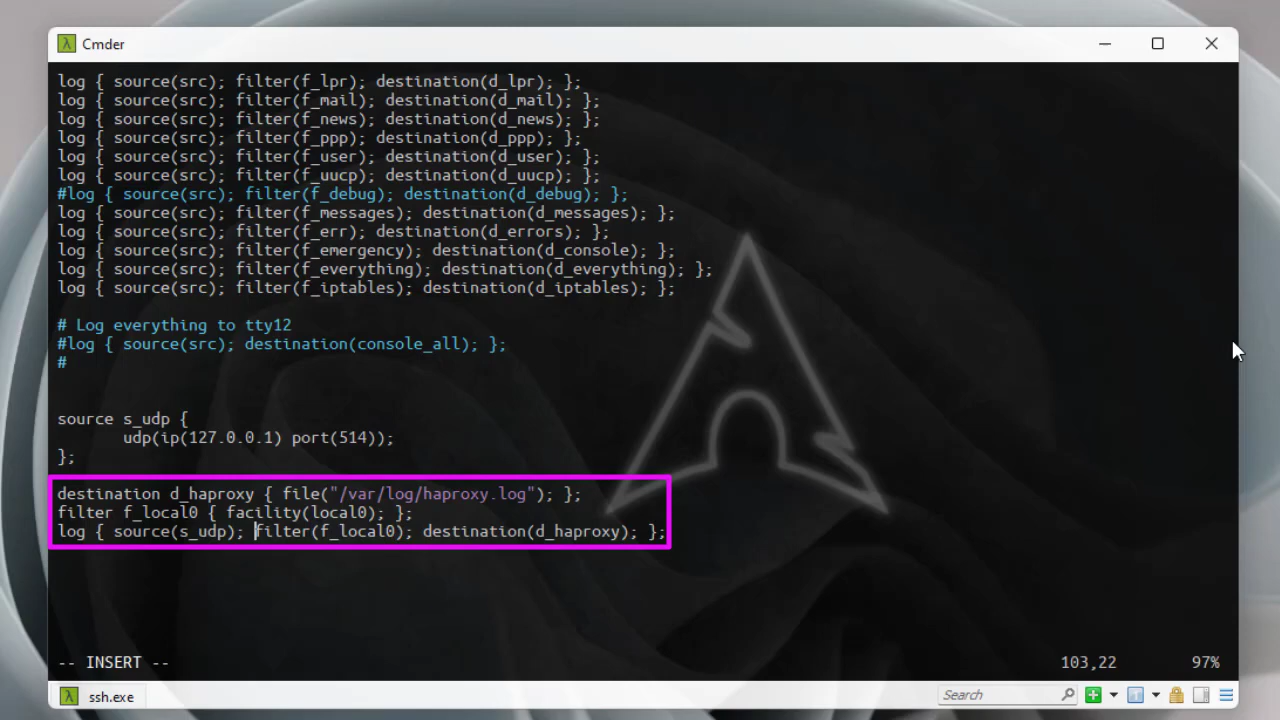 Cmder
log { source(src); filter(f_lpr); destination(d_lpr); };
log { source(src); filter(f_mail); destination(d_mail); };
log { source(src); filter(f_news); destination(d_news); };
log { source(src); filter(f_ppp); destination(d_ppp); };
log { source(src); filter(f_user); destination(d_user); };
log { source(src); filter(f_uucp); destination(d_uucp); };
#log { source(src); filter(f_debug); destination(d_debug); };
log { source(src); filter(f_messages); destination(d_messages); };
log { source(src); filter(f_err); destination(d_errors); };
log { source(src); filter(f_emergency); destination(d_console); };
log { source(src); filter(f_everything); destination(d_everything); };
log { source(src); filter(f_iptables); destination(d_iptables); };
# Log everything to tty12
#log { source(src); destination(console_all); };
#
source s_udp {
udp(ip(127.0.0.1) port(514));
};
destination d_haproxy { file("/var/log/haproxy.log"); };
filter f_local0 { facility(local0); };
log { source(s_udp); filter(f_local0); destination(d_haproxy); };
-- INSERT -- 103,22 97%
ssh.exe Search